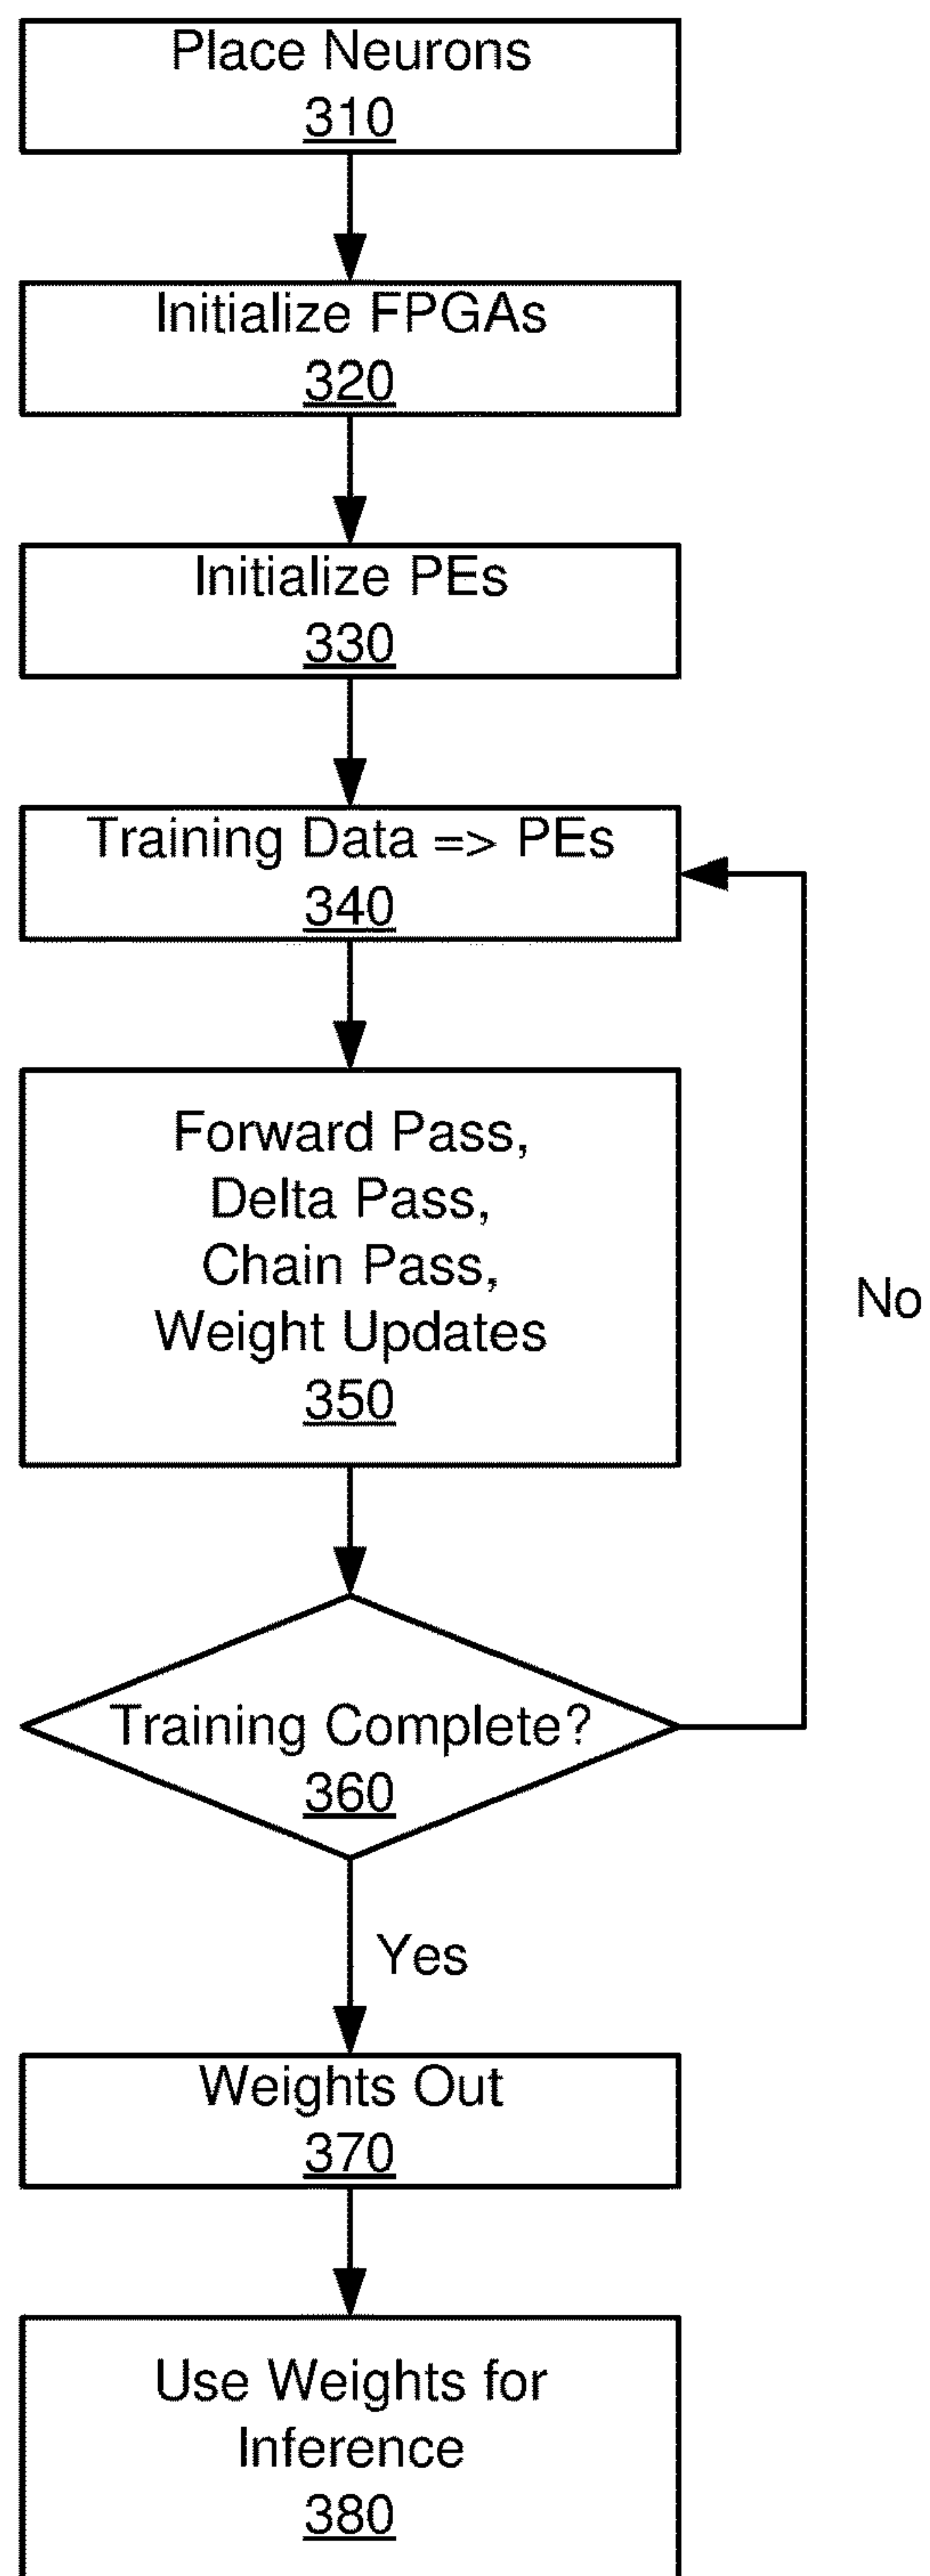 Place Neurons
310
Initialize FPGAs
320
Initialize PEs
330
Training Data => PEs
340
Forward Pass,
Delta Pass,
Chain Pass,
Weight Updates
350
No
Training Complete?
360
Yes
Weights Out
370
Use Weights for
Inference
380